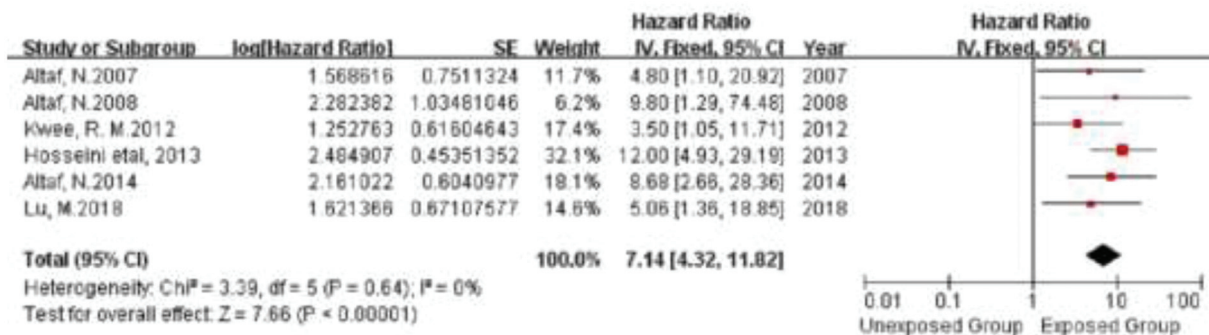 Hazard Ratio Hazard Ratio
Study or Subgroup log[Hazard Ratio] SE Weight IV, Fixed, 95% CI Year IV, Fixed, 95% CI
Altaf, N.2007 1.568616 0.7511324 11.7% 4.80 [1.10, 20.92] 2007
Altaf, N.2008 2.282382 1.03481046 6.2% 9.80 [1.29, 74.48] 2008
Kwee, R. M.2012 1.252763 0.61604643 17.4% 3.50 [1.05, 11.71] 2012
Hosseini etal, 2013 2.484907 0.45351352 32.1% 12.00 [4.93, 29.19] 2013
Altaf, N.2014 2.161022 0.6040977 18.1% 8.68 [2.66, 28.36] 2014
Lu, M.2018 1.621366 0.67107577 14.6% 5.06 [1.36, 18.85] 2018
Total (95% CI) 100.0% 7.14 [4.32, 11.82]
Heterogeneity: Chi² = 3.39, df = 5 (P = 0.64); I² = 0%
Test for overall effect: Z = 7.66 (P < 0.00001)
0.01 0.1 1 10 100
Unexposed Group Exposed Group